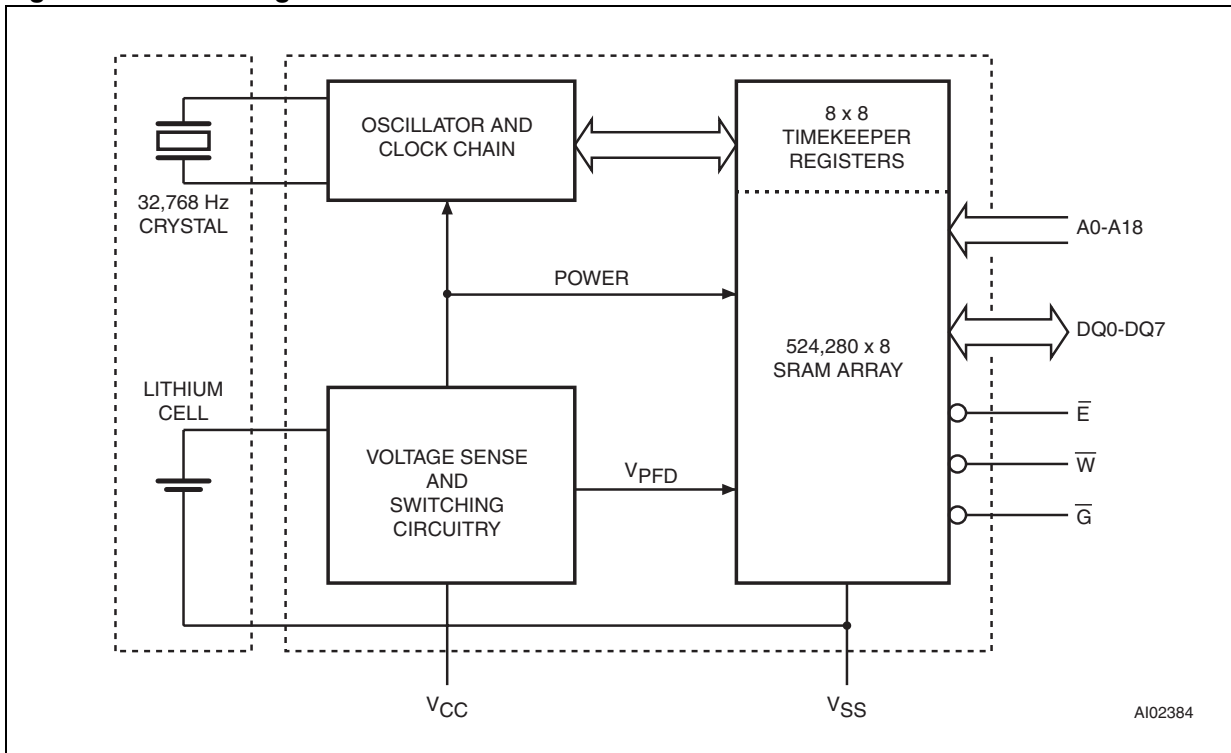 OSCILLATOR AND
CLOCK CHAIN
8 x 8
TIMEKEEPER
REGISTERS
32,768 Hz
CRYSTAL
A0-A18
POWER
DQ0-DQ7
524,280 x 8
SRAM ARRAY
LITHIUM
CELL
E̅
VOLTAGE SENSE
AND
SWITCHING
CIRCUITRY
VPFD
W̅
G̅
VCC
VSS
AI02384